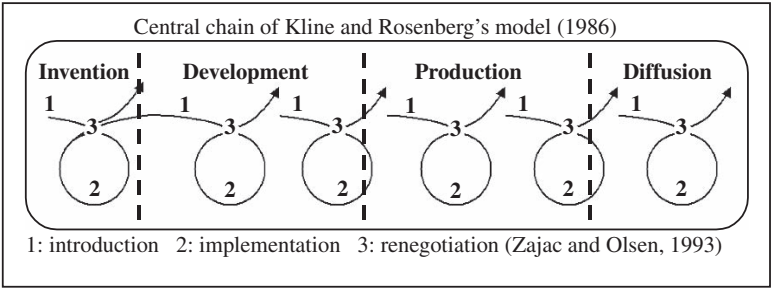 Central chain of Kline and Rosenberg's model (1986)
Invention Development Production Diffusion
1 1 1 1 1 1
3 3 3 3 3 3
2 2 2 2 2 2
1: introduction 2: implementation 3: renegotiation (Zajac and Olsen, 1993)